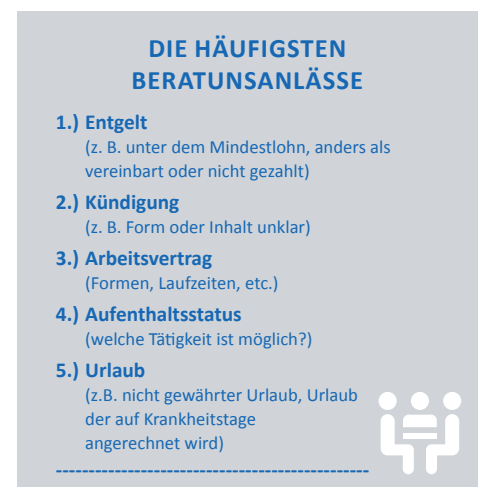 DIE HÄUFIGSTEN
BERATUNSANLÄSSE
1.) Entgelt
(z. B. unter dem Mindestlohn, anders als
vereinbart oder nicht gezahlt)
2.) Kündigung
(z. B. Form oder Inhalt unklar)
3.) Arbeitsvertrag
(Formen, Laufzeiten, etc.)
4.) Aufenthaltsstatus
(welche Tätigkeit ist möglich?)
5.) Urlaub
(z.B. nicht gewährter Urlaub, Urlaub
der auf Krankheitstage
angerechnet wird)
------------------------------------------------